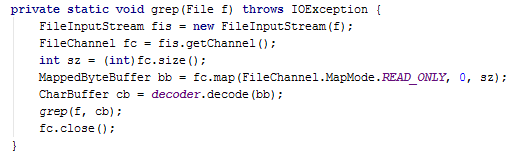 private static void grep(File f) throws IOException {
    FileInputStream fis = new FileInputStream(f);
    FileChannel fc = fis.getChannel();
    int sz = (int)fc.size();
    MappedByteBuffer bb = fc.map(FileChannel.MapMode.READ_ONLY, 0, sz);
    CharBuffer cb = decoder.decode(bb);
    grep(f, cb);
    fc.close();
}